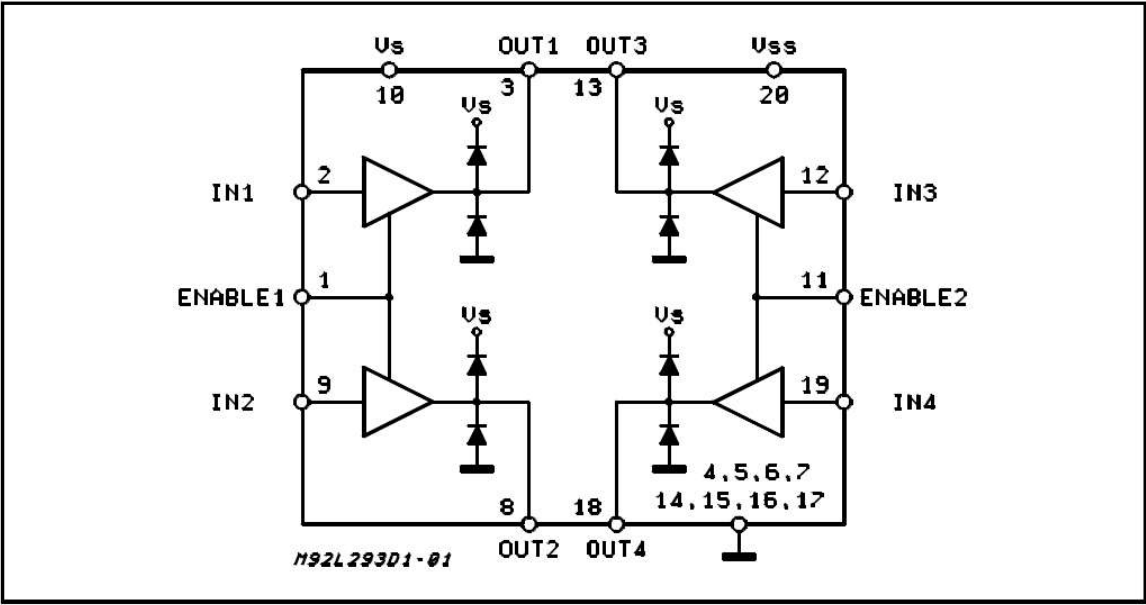 Vs OUT1 OUT3 Vss
10 3 13 20
Vs Vs
IN1 2 12 IN3
ENABLE1 1 11 ENABLE2
Vs Vs
IN2 9 19 IN4
4,5,6,7
8 18 14,15,16,17
OUT2 OUT4
M92L293D1-01